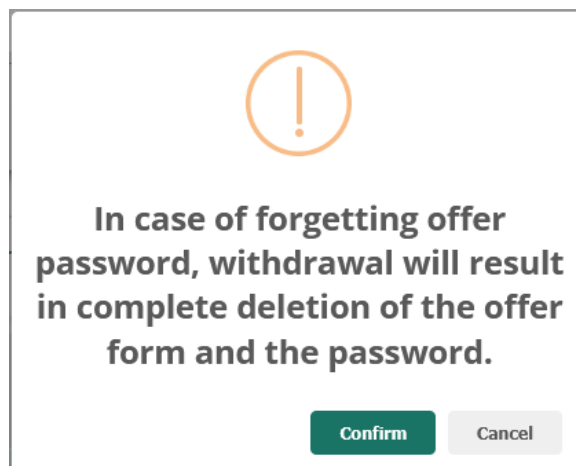 In case of forgetting offer
password, withdrawal will result
in complete deletion of the offer
form and the password.
Confirm
Cancel